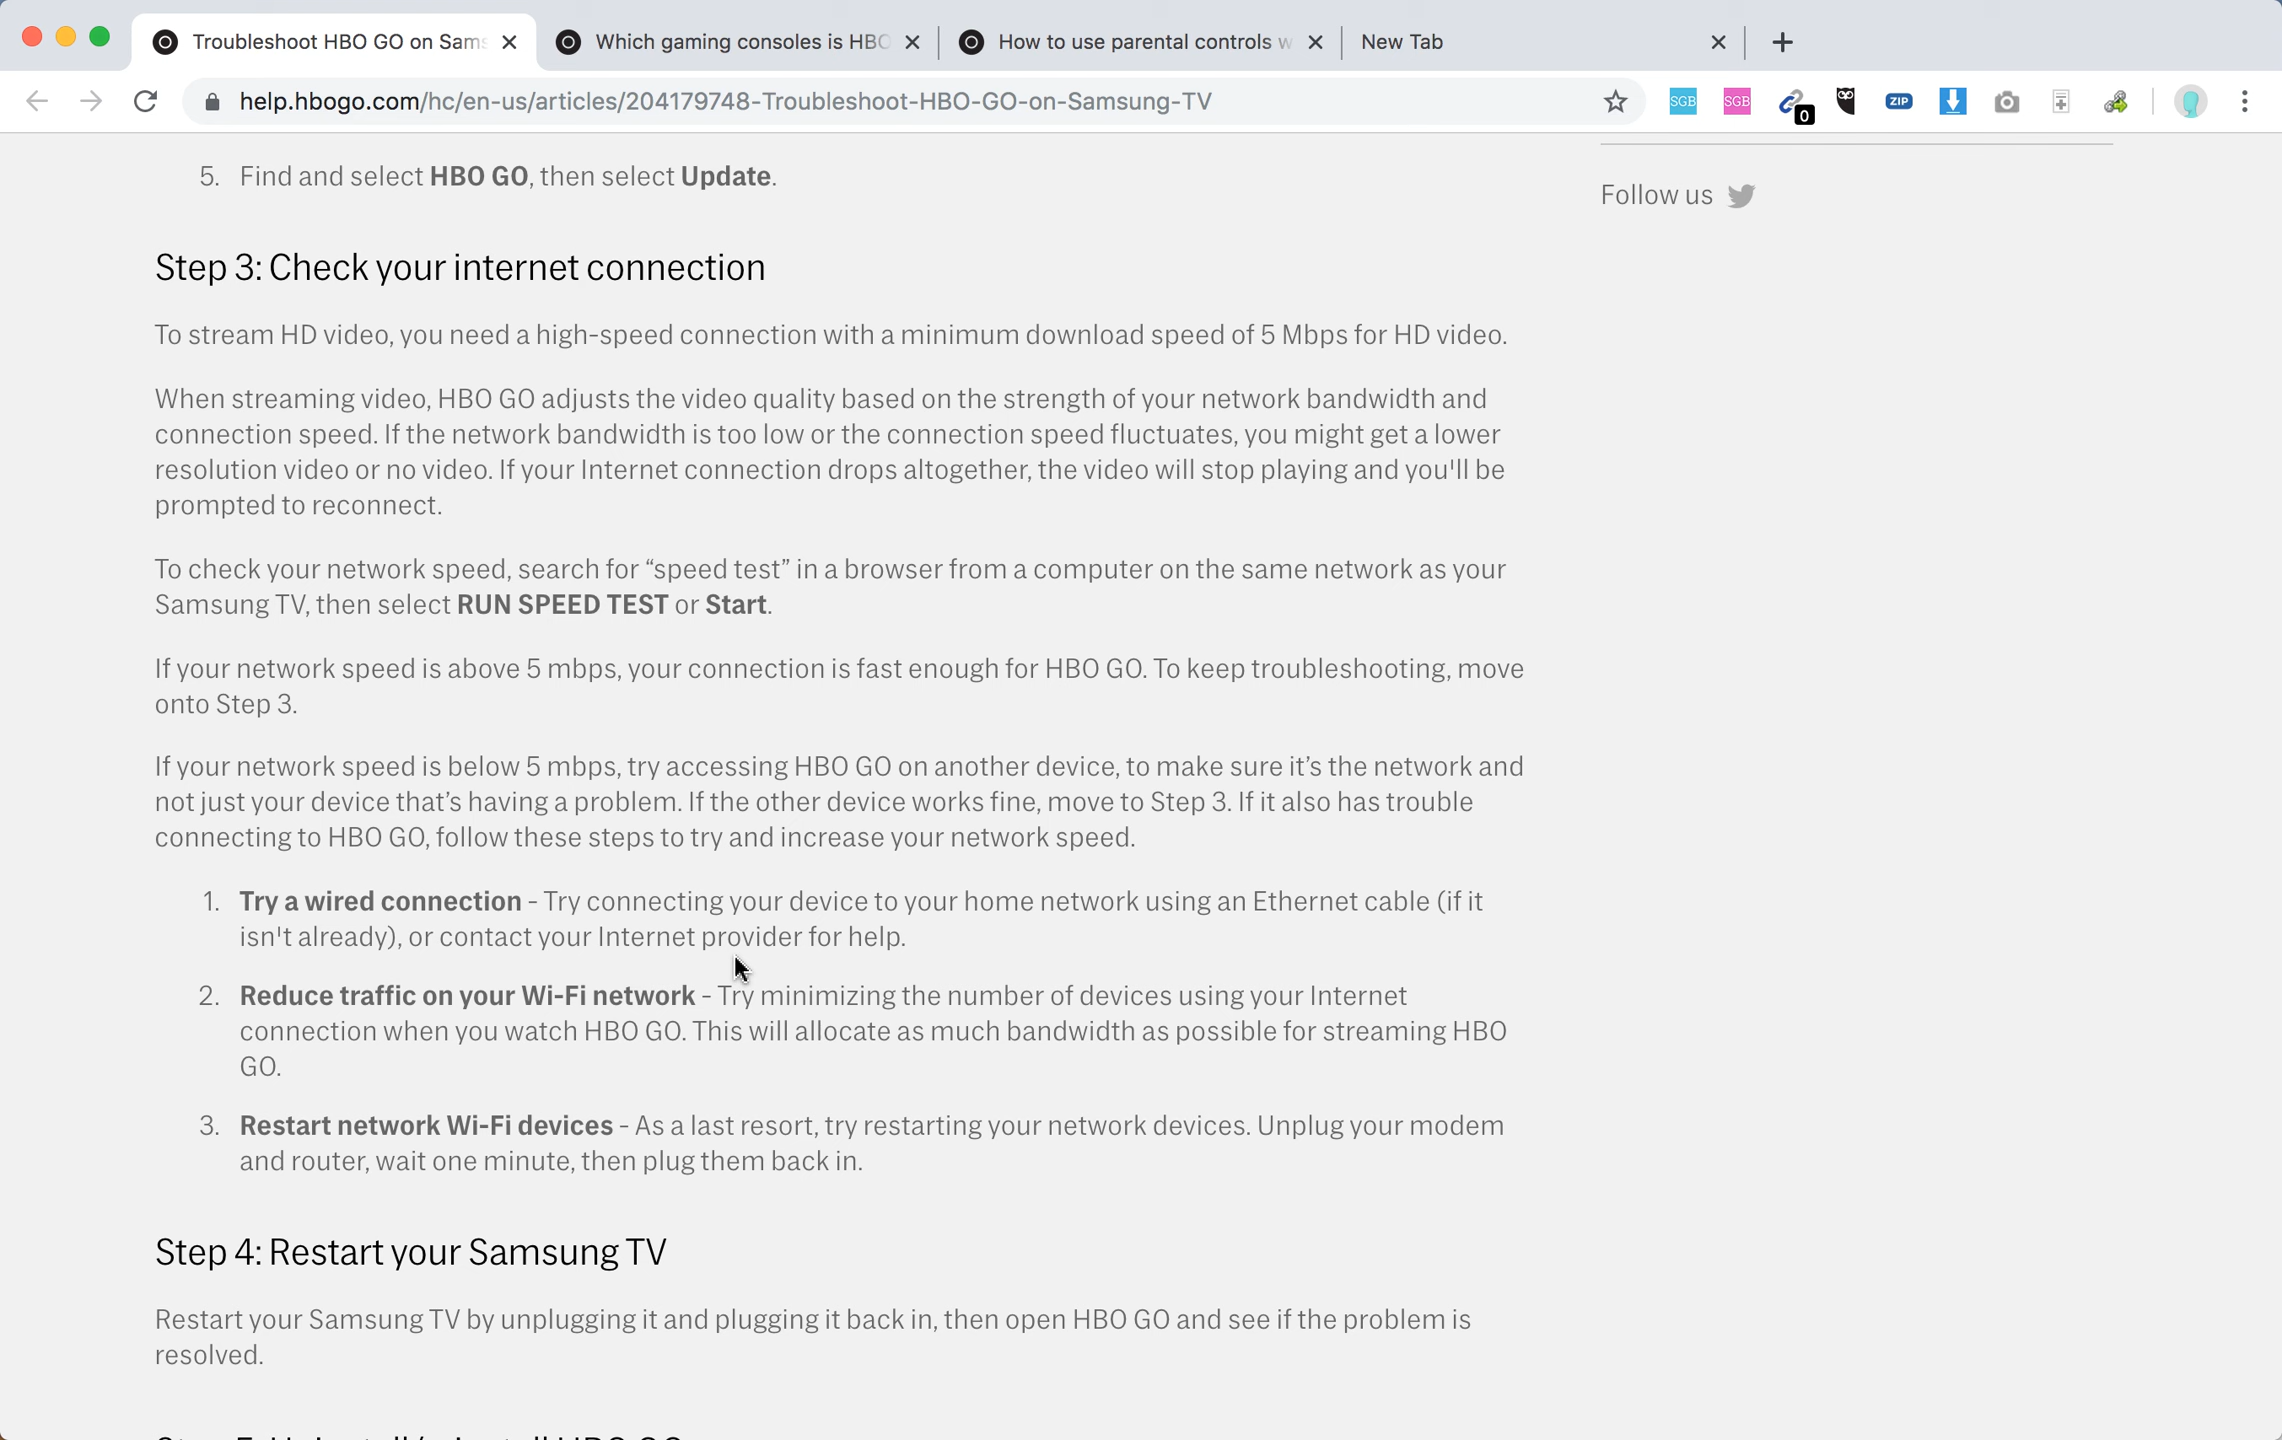 Troubleshoot HBO GO on Sams
Which gaming consoles is HBO
How to use parental controls w
New Tab
help.hbogo.com/hc/en-us/articles/204179748-Troubleshoot-HBO-GO-on-Samsung-TV
SGB
SGB
0
ZIP
5. Find and select HBO GO, then select Update.
Follow us
Step 3: Check your internet connection
To stream HD video, you need a high-speed connection with a minimum download speed of 5 Mbps for HD video.
When streaming video, HBO GO adjusts the video quality based on the strength of your network bandwidth and
connection speed. If the network bandwidth is too low or the connection speed fluctuates, you might get a lower
resolution video or no video. If your Internet connection drops altogether, the video will stop playing and you'll be
prompted to reconnect.
To check your network speed, search for “speed test” in a browser from a computer on the same network as your
Samsung TV, then select RUN SPEED TEST or Start.
If your network speed is above 5 mbps, your connection is fast enough for HBO GO. To keep troubleshooting, move
onto Step 3.
If your network speed is below 5 mbps, try accessing HBO GO on another device, to make sure it’s the network and
not just your device that’s having a problem. If the other device works fine, move to Step 3. If it also has trouble
connecting to HBO GO, follow these steps to try and increase your network speed.
1. Try a wired connection - Try connecting your device to your home network using an Ethernet cable (if it
isn't already), or contact your Internet provider for help.
2. Reduce traffic on your Wi-Fi network - Try minimizing the number of devices using your Internet
connection when you watch HBO GO. This will allocate as much bandwidth as possible for streaming HBO
GO.
3. Restart network Wi-Fi devices - As a last resort, try restarting your network devices. Unplug your modem
and router, wait one minute, then plug them back in.
Step 4: Restart your Samsung TV
Restart your Samsung TV by unplugging it and plugging it back in, then open HBO GO and see if the problem is
resolved.